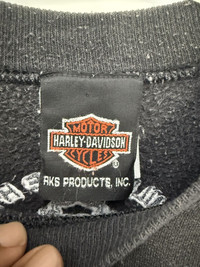 MOTOR
HARLEY-DAVIDSON
CYCLES
®
RKS PRODUCTS, INC.